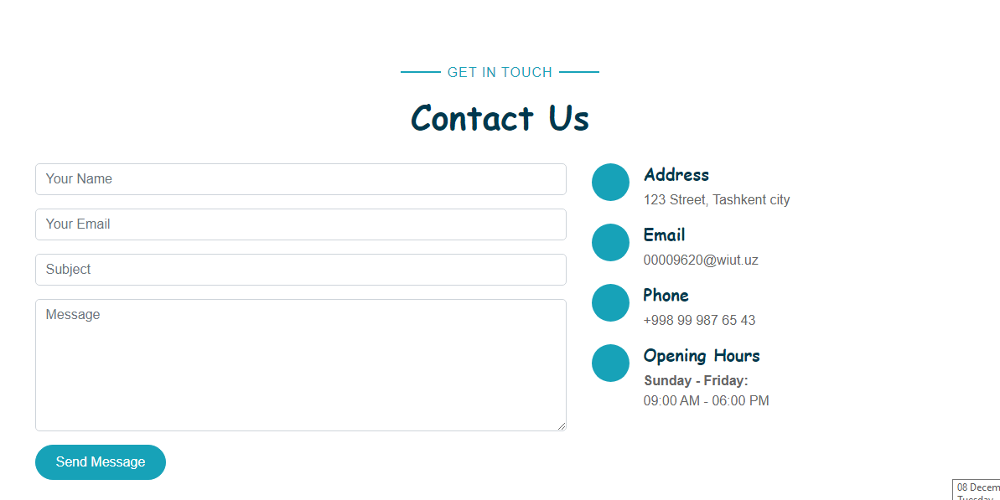 GET IN TOUCH
Contact Us
Your Name
Your Email
Subject
Message
Send Message
Address
123 Street, Tashkent city
Email
00009620@wiut.uz
Phone
+998 99 987 65 43
Opening Hours
Sunday - Friday:
09:00 AM - 06:00 PM
08 Decem
Tuesday